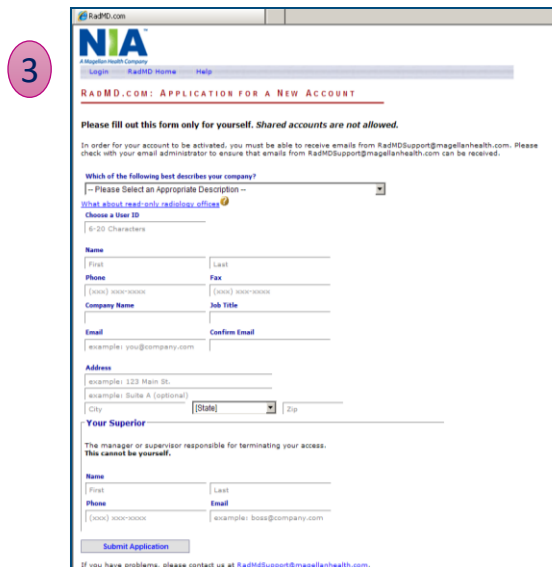 3
RadMD.com
NIA
A Magellan Health Company
Login RadMD Home Help
RADMD.COM: APPLICATION FOR A NEW ACCOUNT
Please fill out this form only for yourself. Shared accounts are not allowed.
In order for your account to be activated, you must be able to receive emails from RadMDSupport@magellanhealth.com. Please
check with your email administrator to ensure that emails from RadMDSupport@magellanhealth.com can be received.
Which of the following best describes your company?
-- Please Select an Appropriate Description --
What about read-only radiology offices
Choose a User ID
6-20 Characters
Name
First Last
Phone Fax
(xxx) xxx-xxxx (xxx) xxx-xxxx
Company Name Job Title
Email Confirm Email
example: you@company.com
Address
example: 123 Main St.
example: Suite A (optional)
City [State] Zip
Your Superior
The manager or supervisor responsible for terminating your access.
This cannot be yourself.
Name
First Last
Phone Email
(xxx) xxx-xxxx example: boss@company.com
Submit Application
If you have problems, please contact us at RadMdSupport@magellanhealth.com.